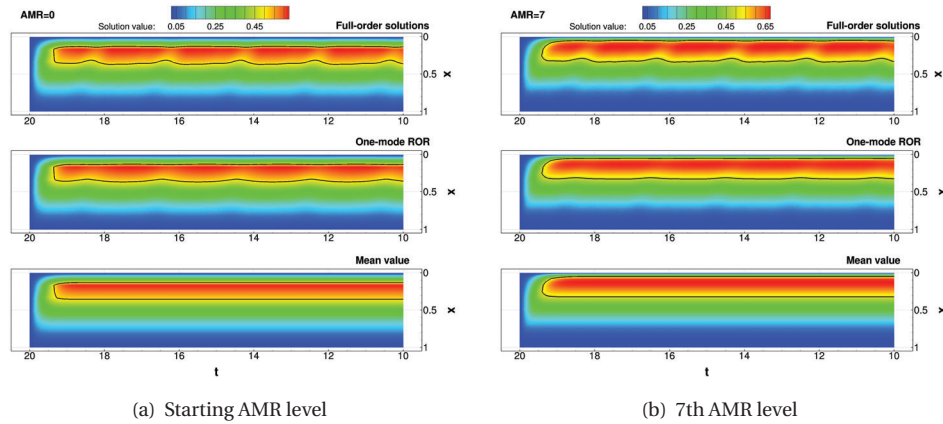 AMR=0
Solution value: 0.05 0.25 0.45
Full-order solutions
0
0.5
1
x
20 18 16 14 12 10
One-mode ROR
0
0.5
1
x
20 18 16 14 12 10
Mean value
0
0.5
1
x
20 18 16 14 12 10
t
(a) Starting AMR level
AMR=7
Solution value: 0.05 0.25 0.45 0.65
Full-order solutions
0
0.5
1
x
20 18 16 14 12 10
One-mode ROR
0
0.5
1
x
20 18 16 14 12 10
Mean value
0
0.5
1
x
20 18 16 14 12 10
t
(b) 7th AMR level